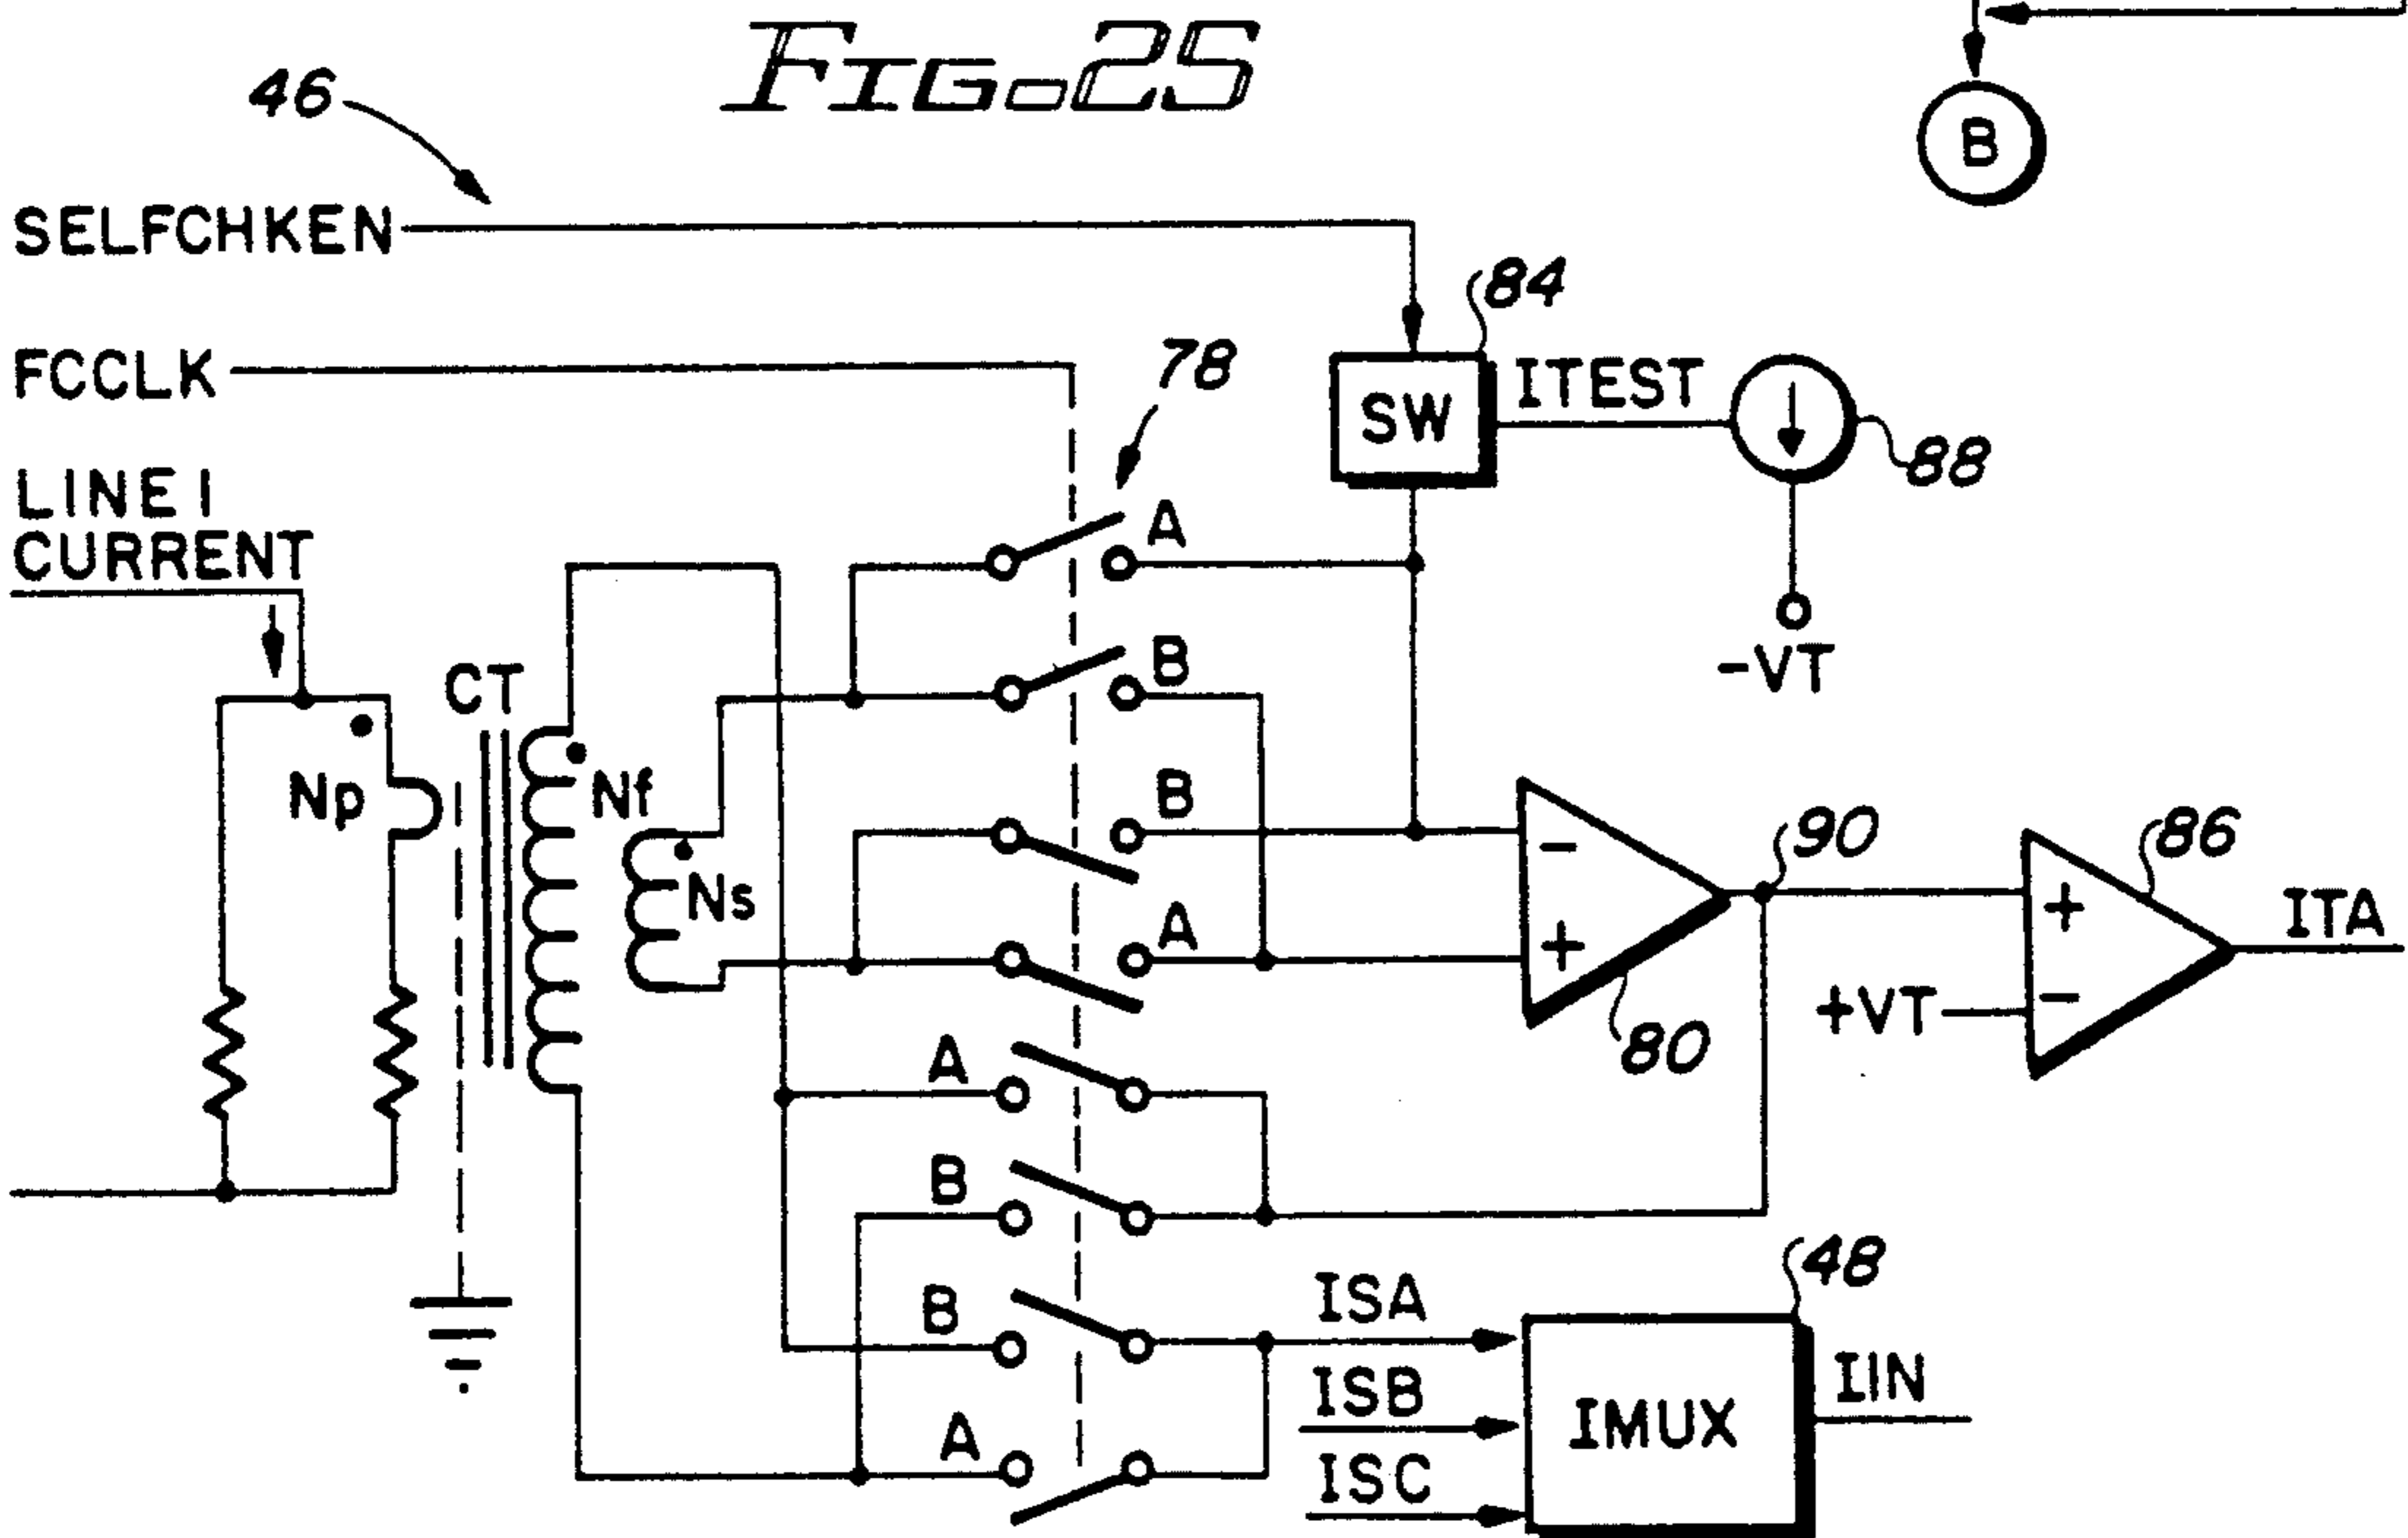 FIG. 25
B
46
SELFCHKEN
84
FCCLK
78
SW
ITEST
88
LINE 1
CURRENT
A
-VT
B
CT
Np
Nf
B
-
90
86
Ns
A
+
+
ITA
+VT
-
80
A
B
48
B
ISA
ISB
IMUX
IIN
A
ISC